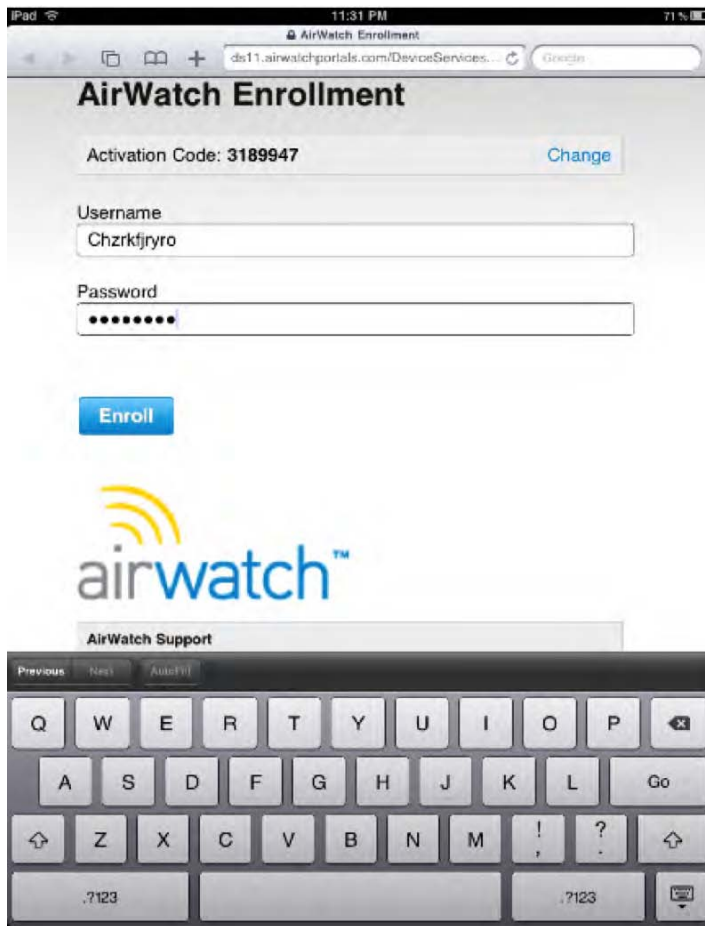 iPad 11:31 PM 71%
AirWatch Enrollment
ds11.airwatchportals.com/DeviceServices... Google
AirWatch Enrollment
Activation Code: 3189947 Change
Username
Chzrkfjryro
Password
••••••••
Enroll
airwatch™
AirWatch Support
Previous Next AutoFill
Q W E R T Y U I O P
A S D F G H J K L Go
Z X C V B N M ! , ? .
.?123 .?123